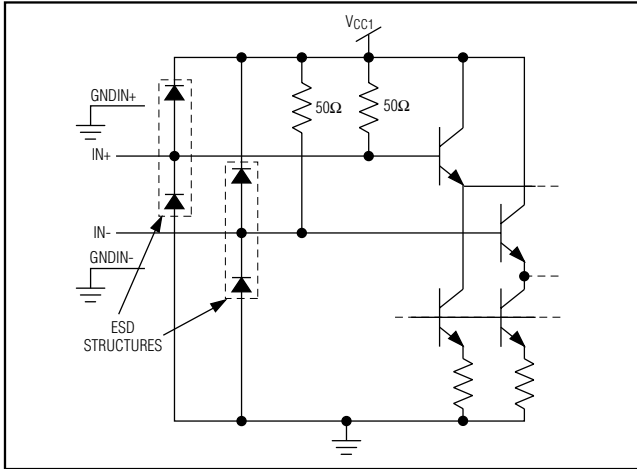 VCC1
GNDIN+
50Ω
50Ω
IN+
IN-
GNDIN-
ESD
STRUCTURES